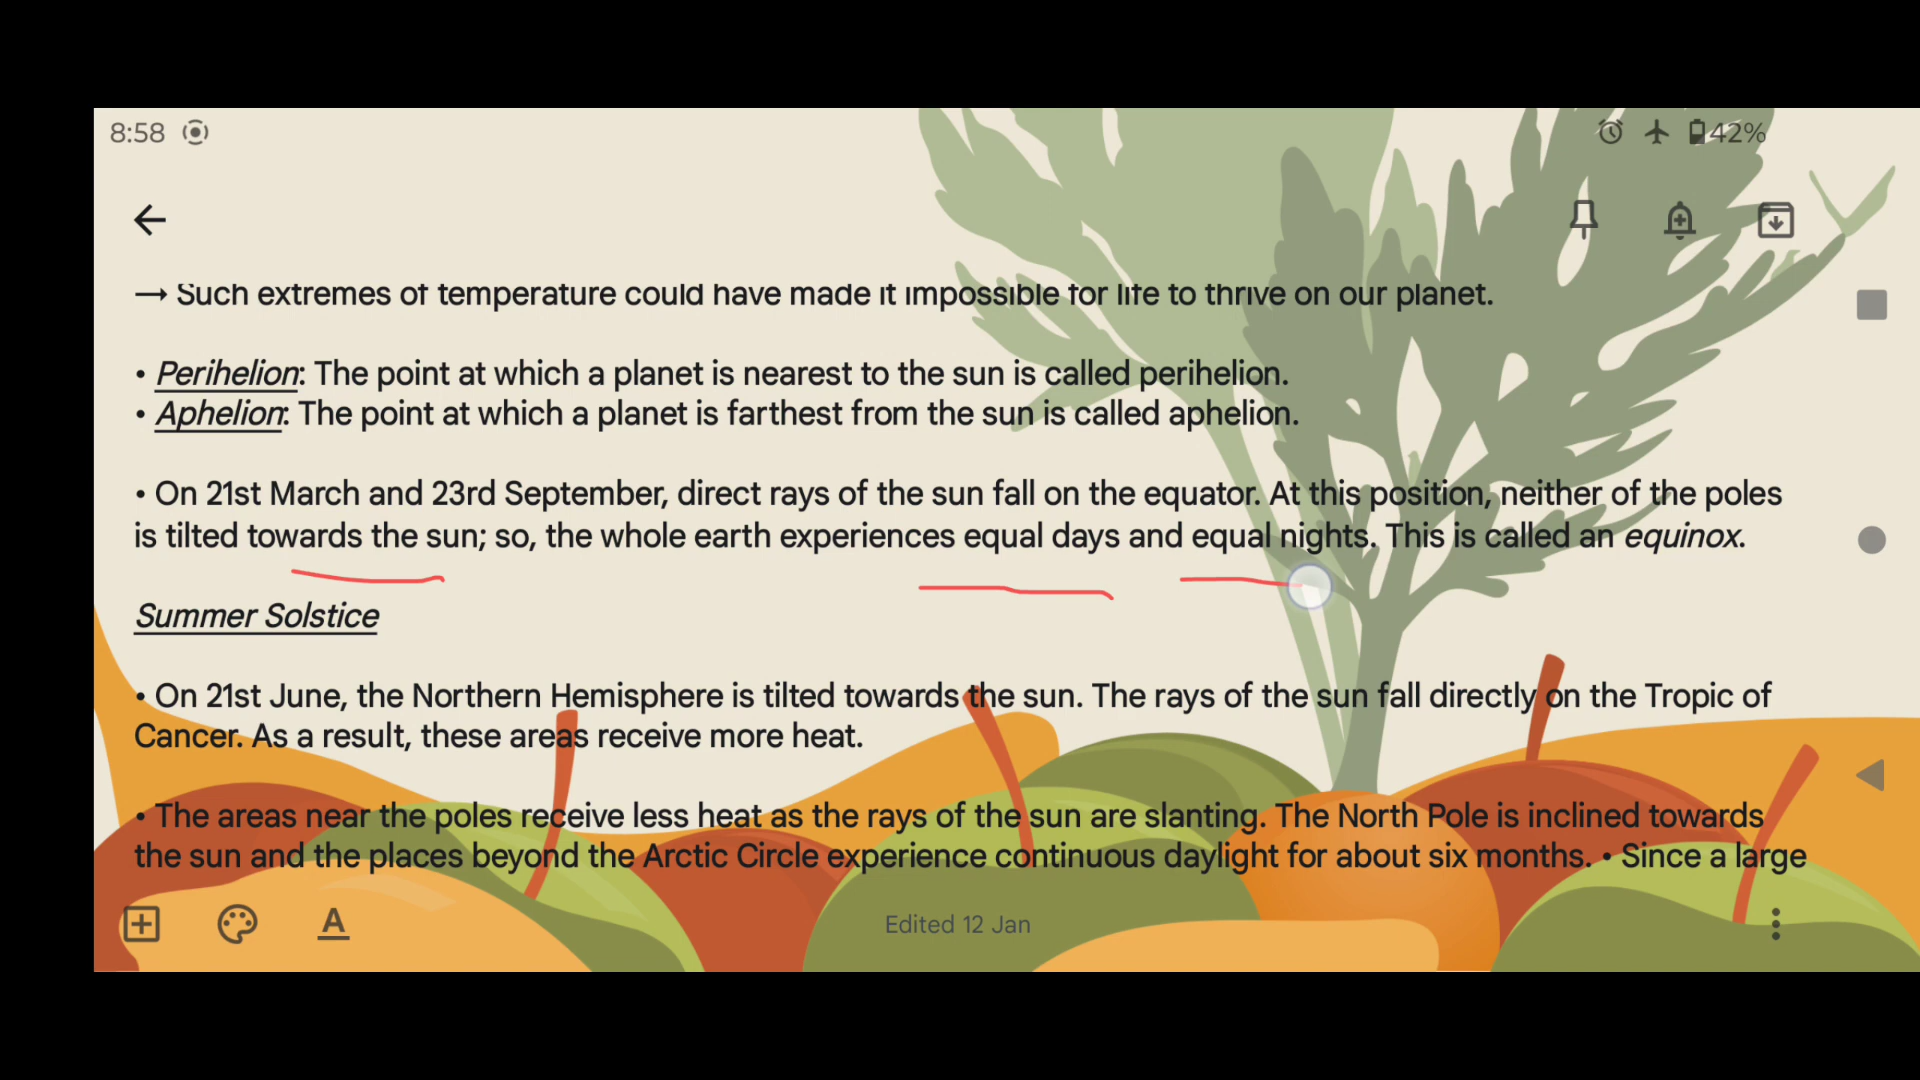 8:58
42%
→ Such extremes of temperature could have made it impossible for life to thrive on our planet.
• Perihelion: The point at which a planet is nearest to the sun is called perihelion.
• Aphelion: The point at which a planet is farthest from the sun is called aphelion.
• On 21st March and 23rd September, direct rays of the sun fall on the equator. At this position, neither of the poles
is tilted towards the sun; so, the whole earth experiences equal days and equal nights. This is called an equinox.
Summer Solstice
• On 21st June, the Northern Hemisphere is tilted towards the sun. The rays of the sun fall directly on the Tropic of
Cancer. As a result, these areas receive more heat.
• The areas near the poles receive less heat as the rays of the sun are slanting. The North Pole is inclined towards
the sun and the places beyond the Arctic Circle experience continuous daylight for about six months. • Since a large
A
Edited 12 Jan